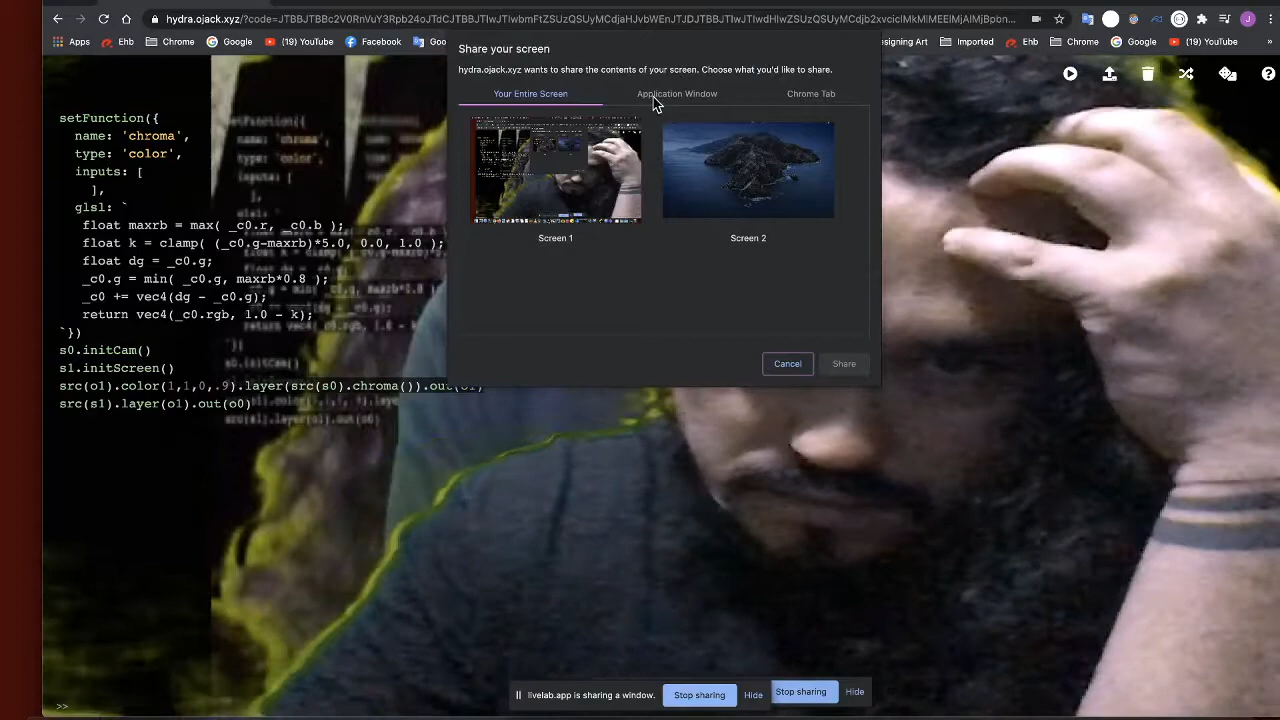 hydra.ojack.xyz/?code=JTBBJTBBc2V0RnVuY3Rpb24oJTdCJTBBJTIwJTIwbmFtZSUzQSUyMCdjaHJvbWEnJTJDJTBBJTIwJTIwdHlwZSUzQSUyMCdjb2xvcicIMkMlMEElMjAlMjBpbn...
Apps Ehb Chrome Google (19) YouTube Facebook Goo
signing Art Imported Ehb Chrome Google (19) YouTube »
Share your screen
hydra.ojack.xyz wants to share the contents of your screen. Choose what you'd like to share.
Your Entire Screen Application Window Chrome Tab
Screen 1 Screen 2
Cancel Share
setFunction({
name: 'chroma',
type: 'color',
inputs: [
],
glsl: `
float maxrb = max( _c0.r, _c0.b );
float k = clamp( (_c0.g-maxrb)*5.0, 0.0, 1.0 );
float dg = _c0.g;
_c0.g = min( _c0.g, maxrb*0.8 );
_c0 += vec4(dg - _c0.g);
return vec4(_c0.rgb, 1.0 - k);
`})
s0.initCam()
s1.initScreen()
src(o1).color(1,1,0,.9).layer(src(s0).chroma()).out(o1)
src(s1).layer(o1).out(o0)
>>
livelab.app is sharing a window. Stop sharing Hide
Stop sharing Hide